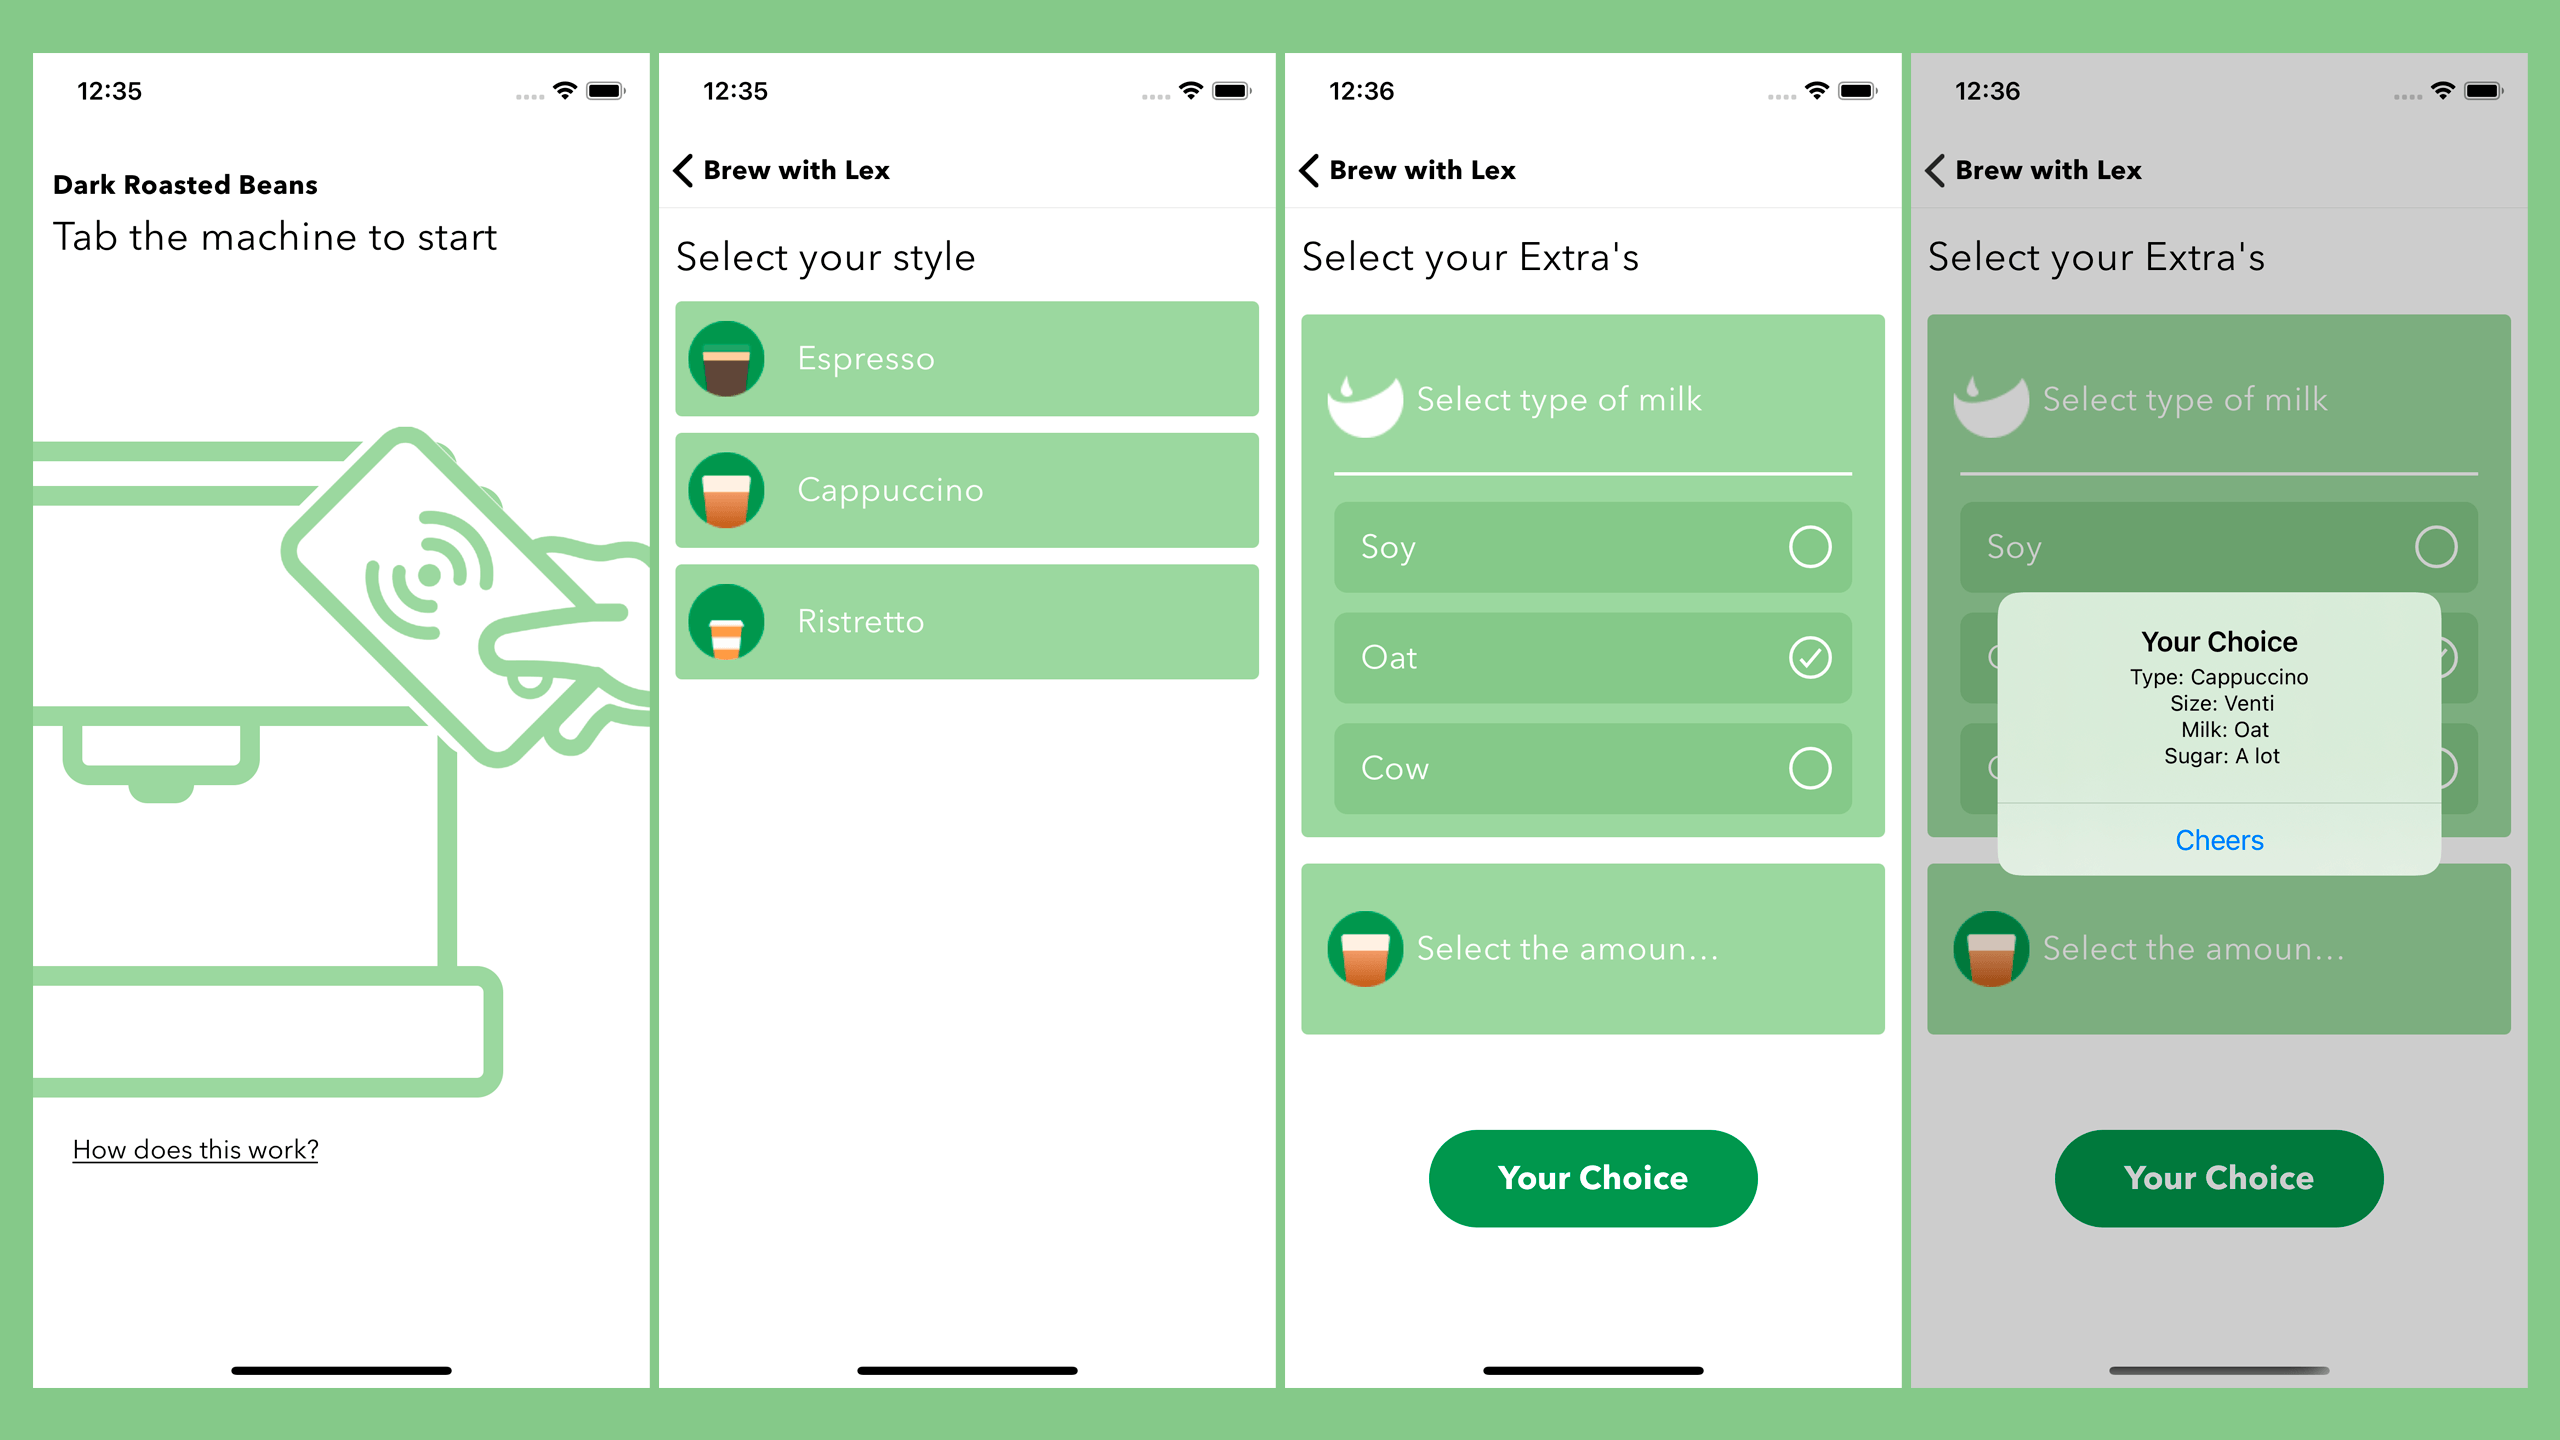 12:35
Dark Roasted Beans
Tab the machine to start
How does this work?
12:35
Brew with Lex
Select your style
Espresso
Cappuccino
Ristretto
12:36
Brew with Lex
Select your Extra's
Select type of milk
Soy
Oat
Cow
Select the amoun...
Your Choice
12:36
Brew with Lex
Select your Extra's
Select type of milk
Soy
Your Choice
Type: Cappuccino
Size: Venti
Milk: Oat
Sugar: A lot
Cheers
Select the amoun...
Your Choice